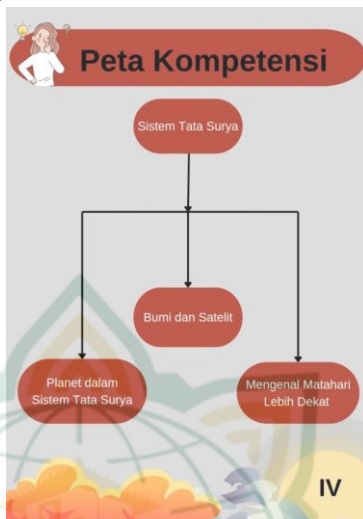 Peta Kompetensi
Sistem Tata Surya
Bumi dan Satelit
Planet dalam
Sistem Tata Surya
Mengenal Matahari
Lebih Dekat
IV